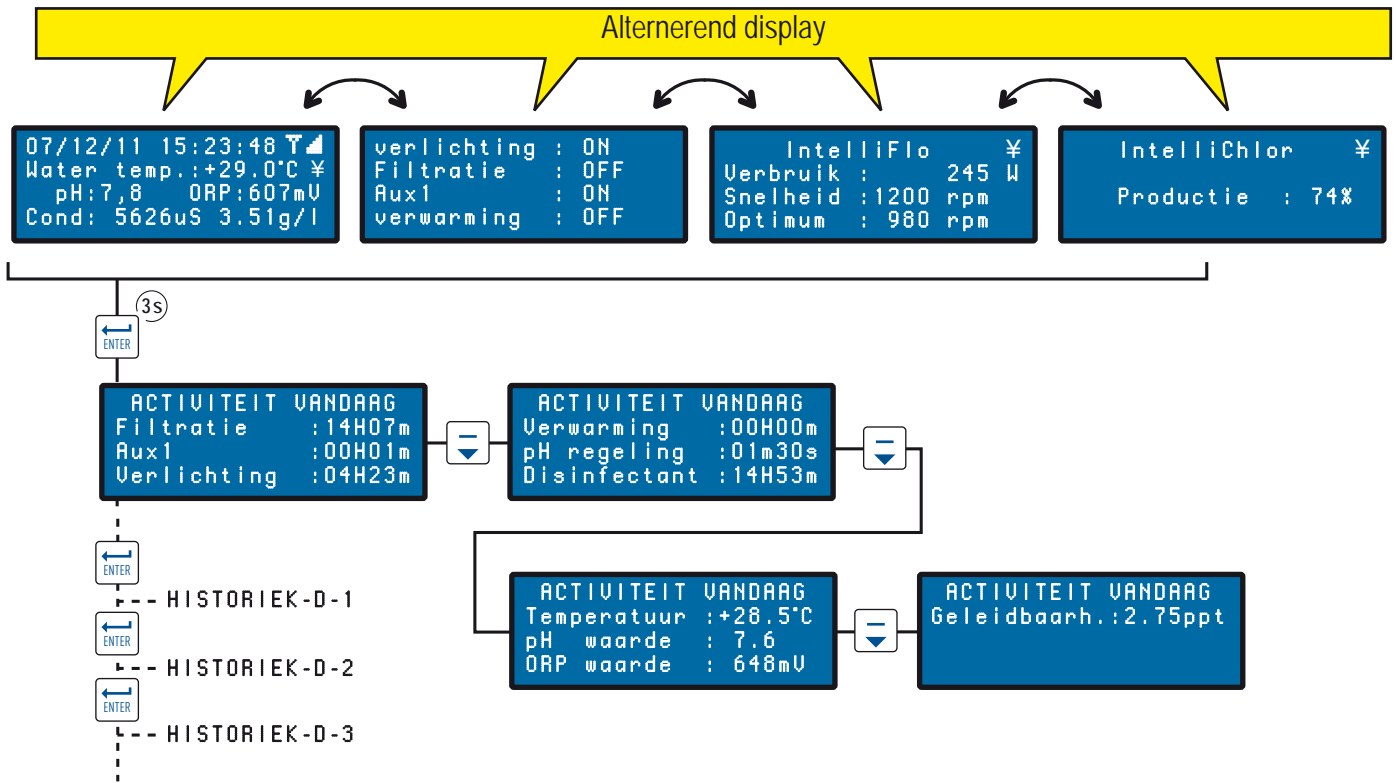 Alternerend display
07/12/11 15:23:48
Water temp.:+29.0°C ¥
pH:7,8 ORP:607mV
Cond: 5626uS 3.51g/l
verlichting : ON
Filtratie : OFF
Aux1 : ON
verwarming : OFF
IntelliFlo ¥
Verbruik : 245 W
Snelheid :1200 rpm
Optimum : 980 rpm
IntelliChlor ¥
Productie : 74%
3s
ENTER
ACTIVITEIT VANDAAG
Filtratie :14H07m
Aux1 :00H01m
Verlichting :04H23m
ACTIVITEIT VANDAAG
Verwarming :00H00m
pH regeling :01m30s
Disinfectant :14H53m
ACTIVITEIT VANDAAG
Temperatuur :+28.5°C
pH waarde : 7.6
ORP waarde : 648mV
ACTIVITEIT VANDAAG
Geleidbaarh.:2.75ppt
ENTER
HISTORIEK-D-1
ENTER
HISTORIEK-D-2
ENTER
HISTORIEK-D-3